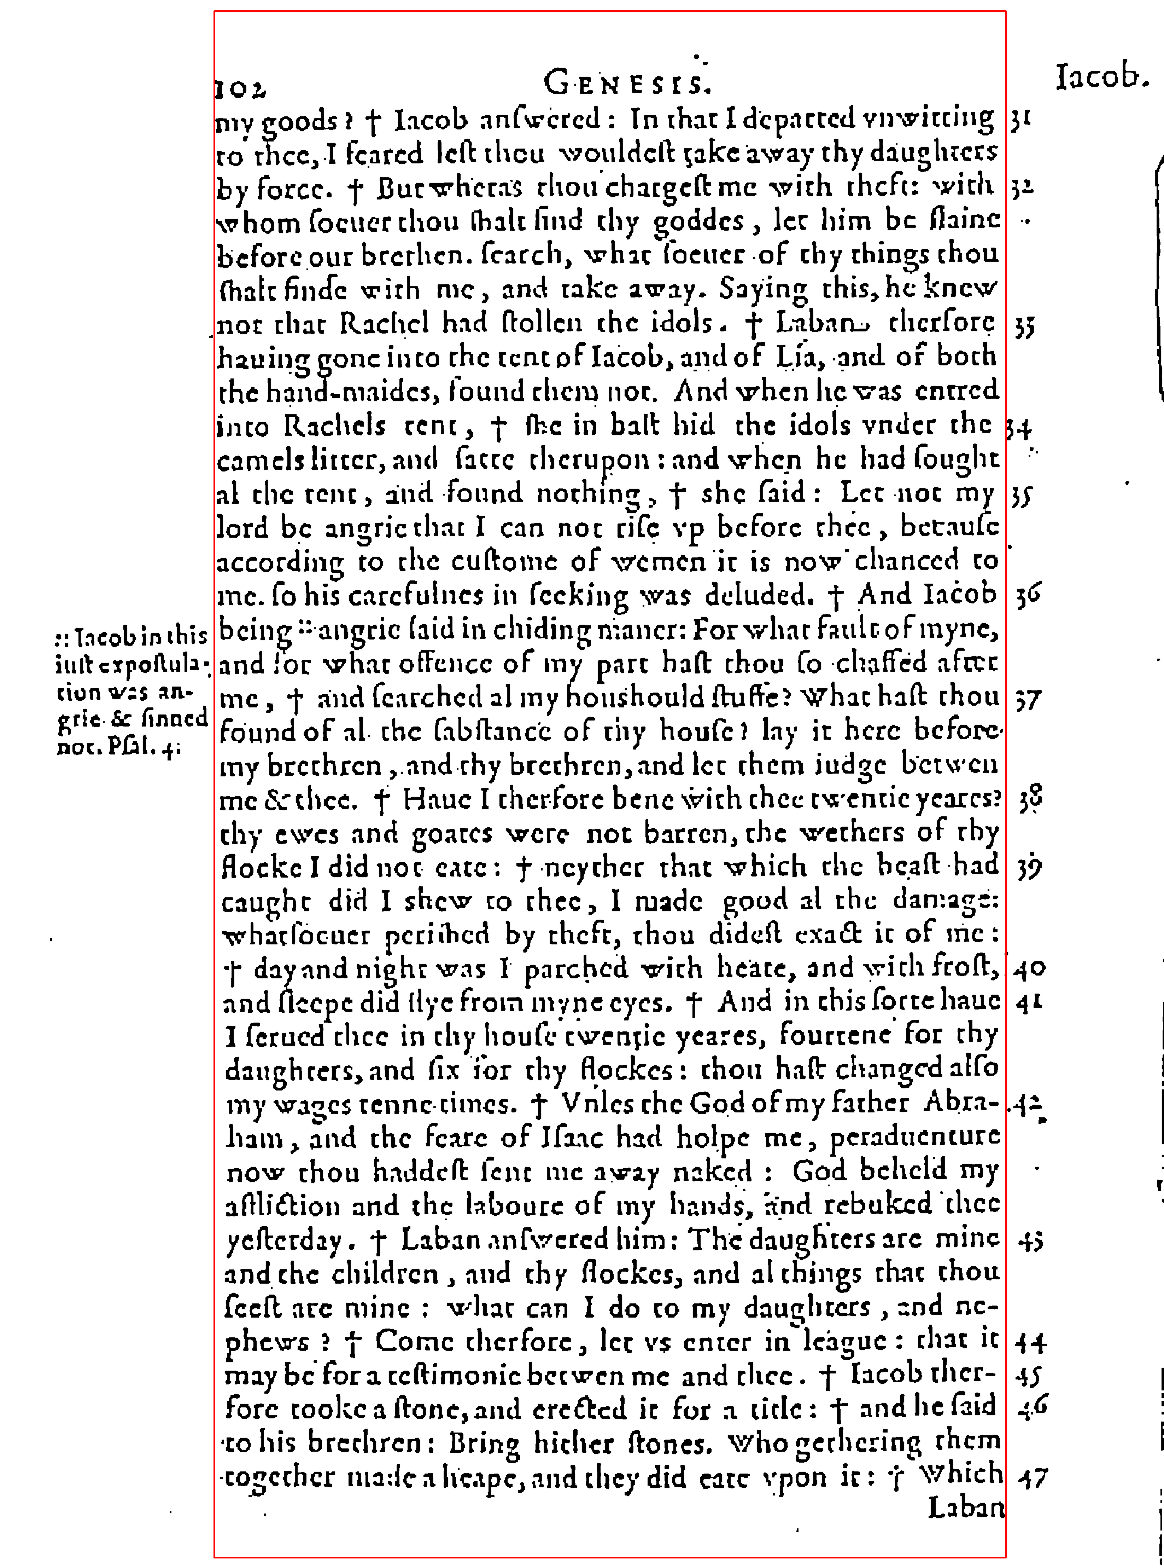 102 GENESIS. Iacob.
my goods? † Iacob anſwered: In that I departed vnwitting 31
to thee, I feared leſt thou wouldeſt take away thy daughters
by force. † But wheras thou chargeſt me with theft: with 32
whom ſoeuer thou ſhalt find thy goddes, let him be ſlaine
before our brethen. ſearch, what ſoeuer of thy things thou
ſhalt finde with me, and take away. Saying this, he knew
not that Rachel had ſtollen the idols. † Laban therfore 33
hauing gone into the tent of Iacob, and of Lia, and of both
the hand-maides, found them not. And when he was entred
into Rachels tent, † ſhe in haſt hid the idols vnder the 34
camels litter, and ſatte therupon: and when he had ſought
al the tent, and found nothing, † she ſaid: Let not my 35
lord be angrie that I can not riſe vp before thee, becauſe
according to the cuſtome of wemen it is now chanced to
me. ſo his carefulnes in ſeeking was deluded. † And Iacob 36
being :: angrie ſaid in chiding maner: For what fault of myne,
and for what offence of my part haſt thou ſo chaffed after
me, † and ſearched al my houshould ſtuffe? What haſt thou 37
found of al the ſubſtance of thy houſe? lay it here before
my brethren, and thy brethren, and let them iudge betwen
me & thee. † Haue I therfore bene with thee twentie yeares? 38
thy ewes and goates were not barren, the wethers of thy
flocke I did not eate: † neyther that which the beaſt had 39
caught did I shew to thee, I made good al the damage:
whatſoeuer perished by theft, thou dideſt exact it of me:
† day and night was I parched with heate, and with froſt, 40
and ſleepe did flye from myne eyes. † And in this ſorte haue 41
I ſerued thee in thy houſe twentie yeares, fourtene for thy
daughters, and ſix for thy flockes: thou haſt changed alſo
my wages tenne times. † Vnles the God of my father Abra- 42
ham, and the feare of Iſaac had holpe me, peraduenture
now thou haddeſt ſent me away naked: God beheld my
affliction and the laboure of my hands, and rebuked thee
yeſterday. † Laban anſwered him: The daughters are mine 43
and the children, and thy flockes, and al things that thou
ſeeſt are mine: what can I do to my daughters, and ne-
phews? † Come therfore, let vs enter in league: that it 44
may be for a teſtimonie betwen me and thee. † Iacob ther- 45
fore tooke a ſtone, and erected it for a title: † and he ſaid 46
to his brethren: Bring hither ſtones. Who gethering them
together made a heape, and they did eate vpon it: † Which 47
Laban
:: Iacob in this
iuſt expoſtula-
tion was an-
grie & ſinned
not. Pſal. 4.